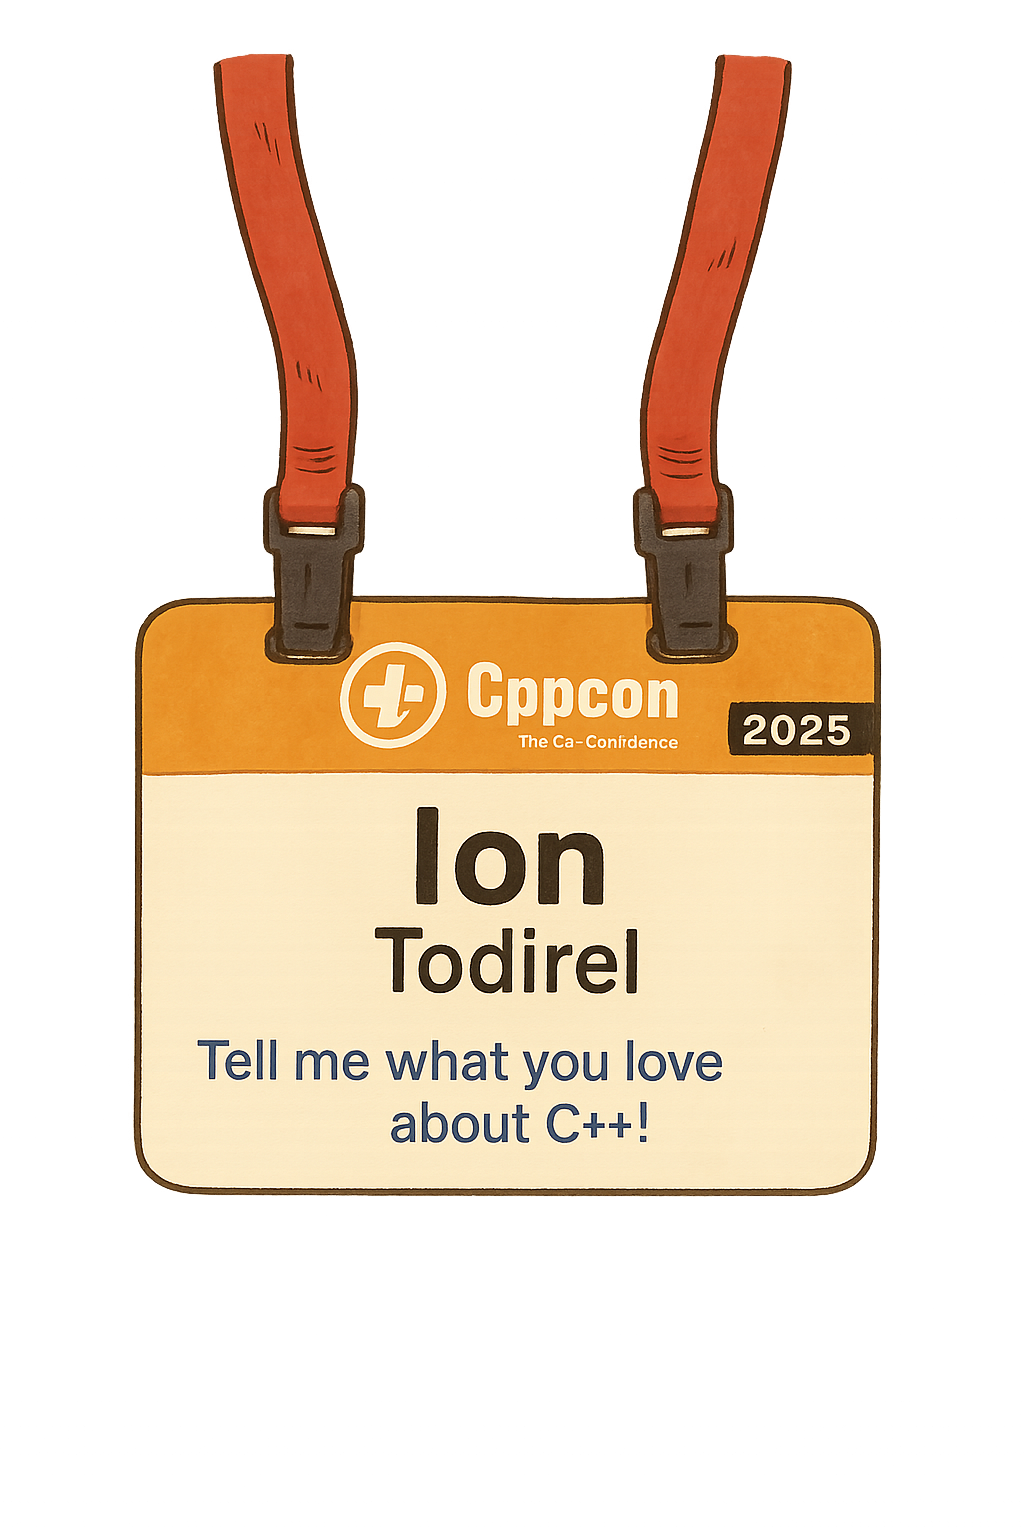 Cppcon
The Ca-Confidence
2025
Ion
Todirel
Tell me what you love
about C++!